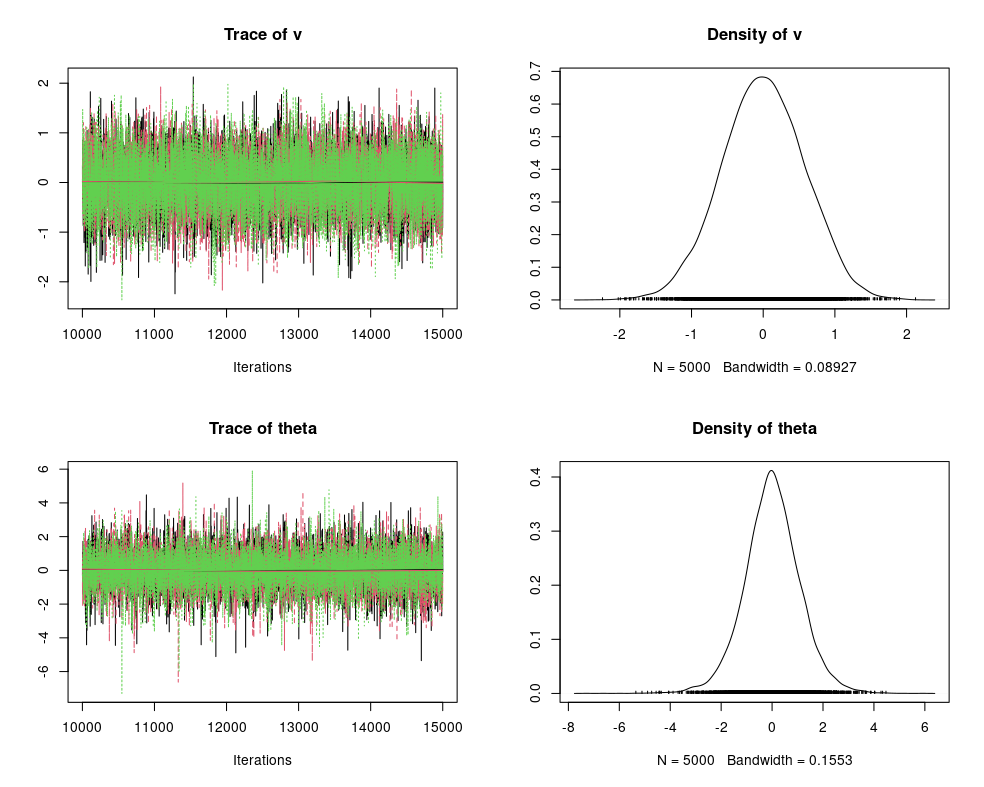 Trace of v
2
1
0
-1
-2
10000 11000 12000 13000 14000 15000
Iterations
Density of v
0.7
0.6
0.5
0.4
0.3
0.2
0.1
0.0
-2 -1 0 1 2
N = 5000 Bandwidth = 0.08927
Trace of theta
6
4
2
0
-2
-4
-6
10000 11000 12000 13000 14000 15000
Iterations
Density of theta
0.4
0.3
0.2
0.1
0.0
-8 -6 -4 -2 0 2 4 6
N = 5000 Bandwidth = 0.1553